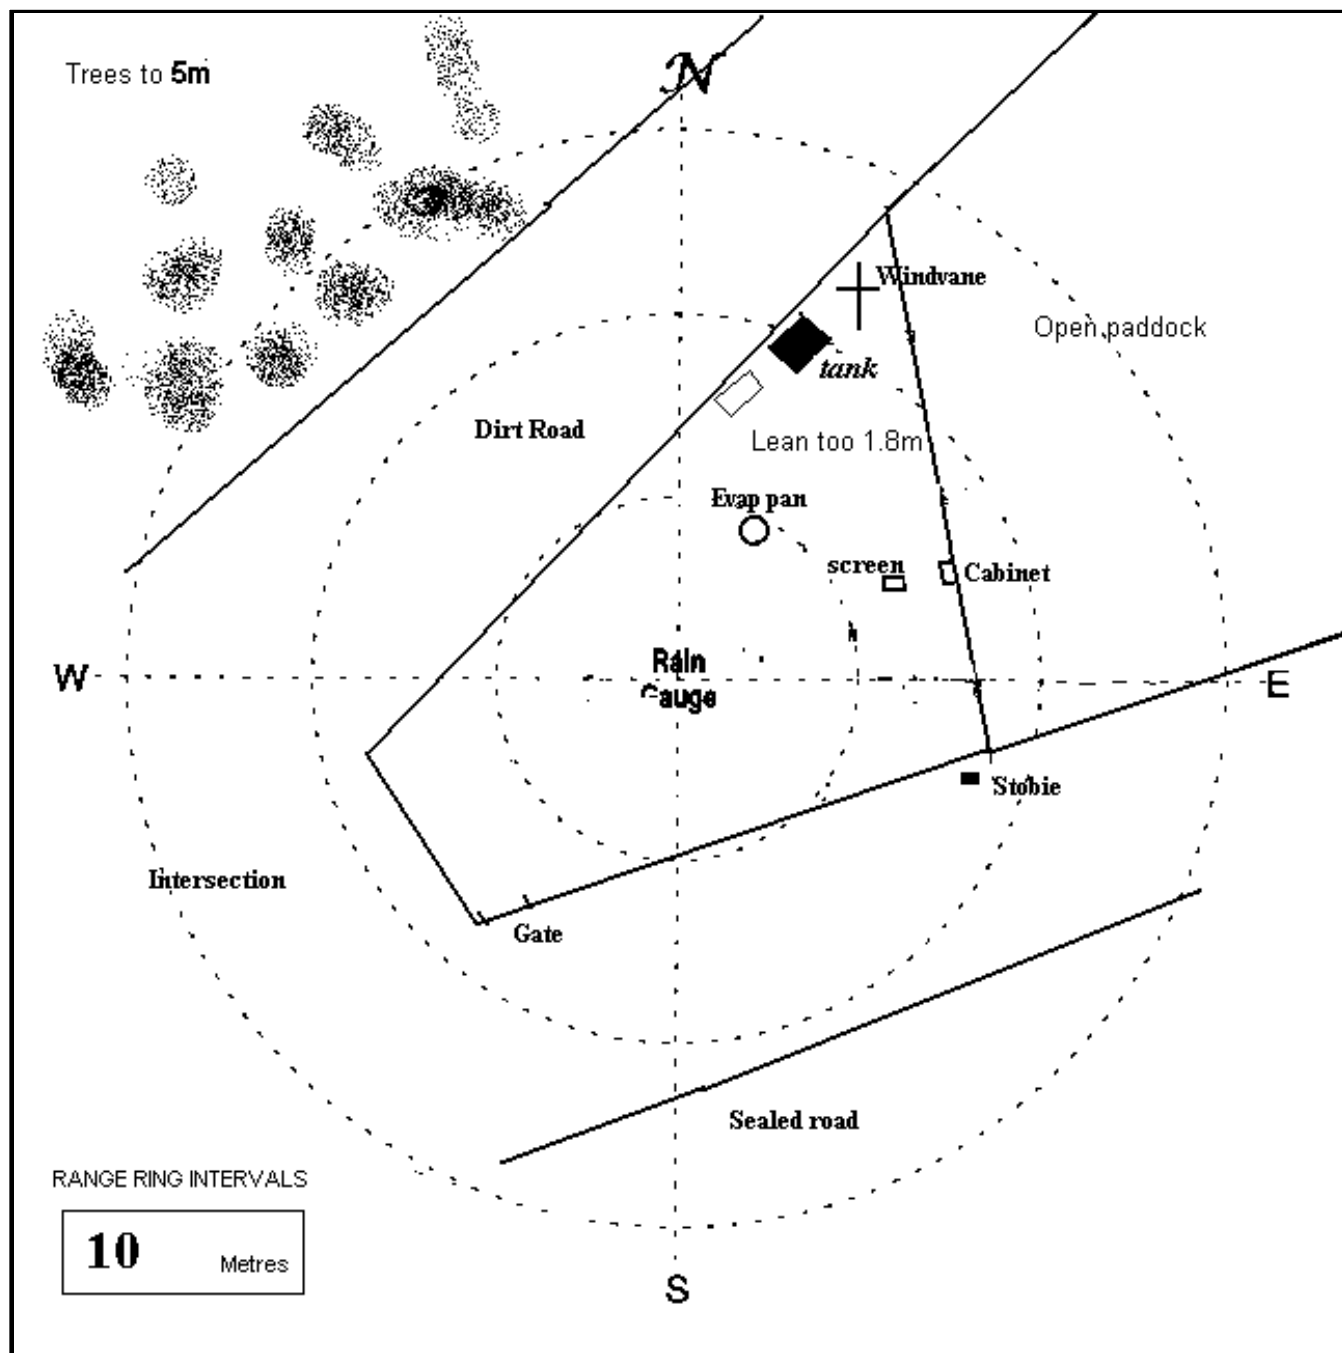 Trees to 5m
N
Windvane
Open paddock
tank
Dirt Road
Lean too 1.8m
Evap pan
screen
Cabinet
Rain
Gauge
W
E
Stobie
Intersection
Gate
Sealed road
RANGE RING INTERVALS
10 Metres
S